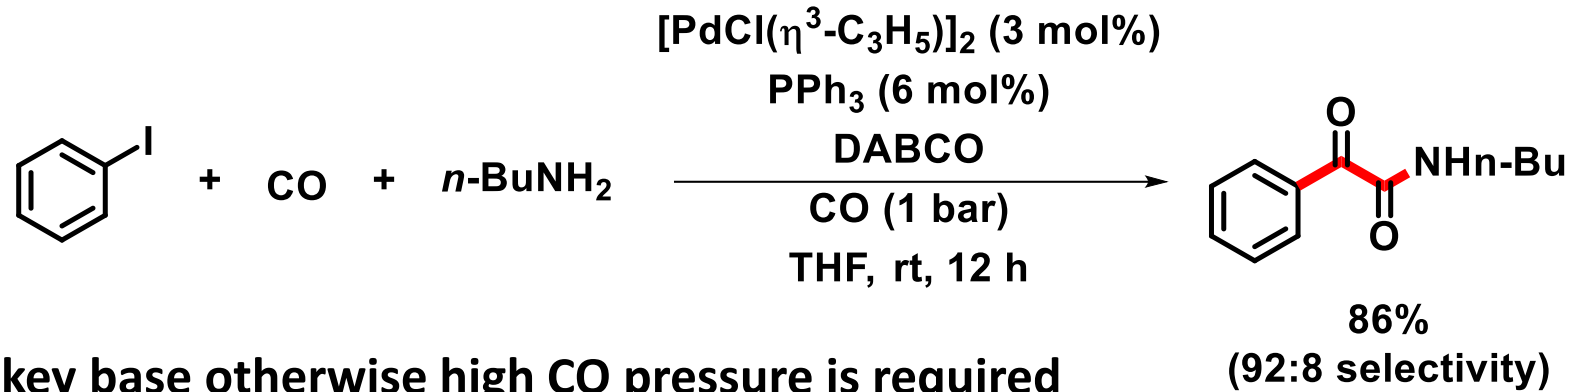 [PdCl(η³-C₃H₅)]₂ (3 mol%)
PPh₃ (6 mol%)
DABCO
CO (1 bar)
THF, rt, 12 h
I
+ CO + n-BuNH₂
O
NHn-Bu
O
86%
(92:8 selectivity)
key base otherwise high CO pressure is required